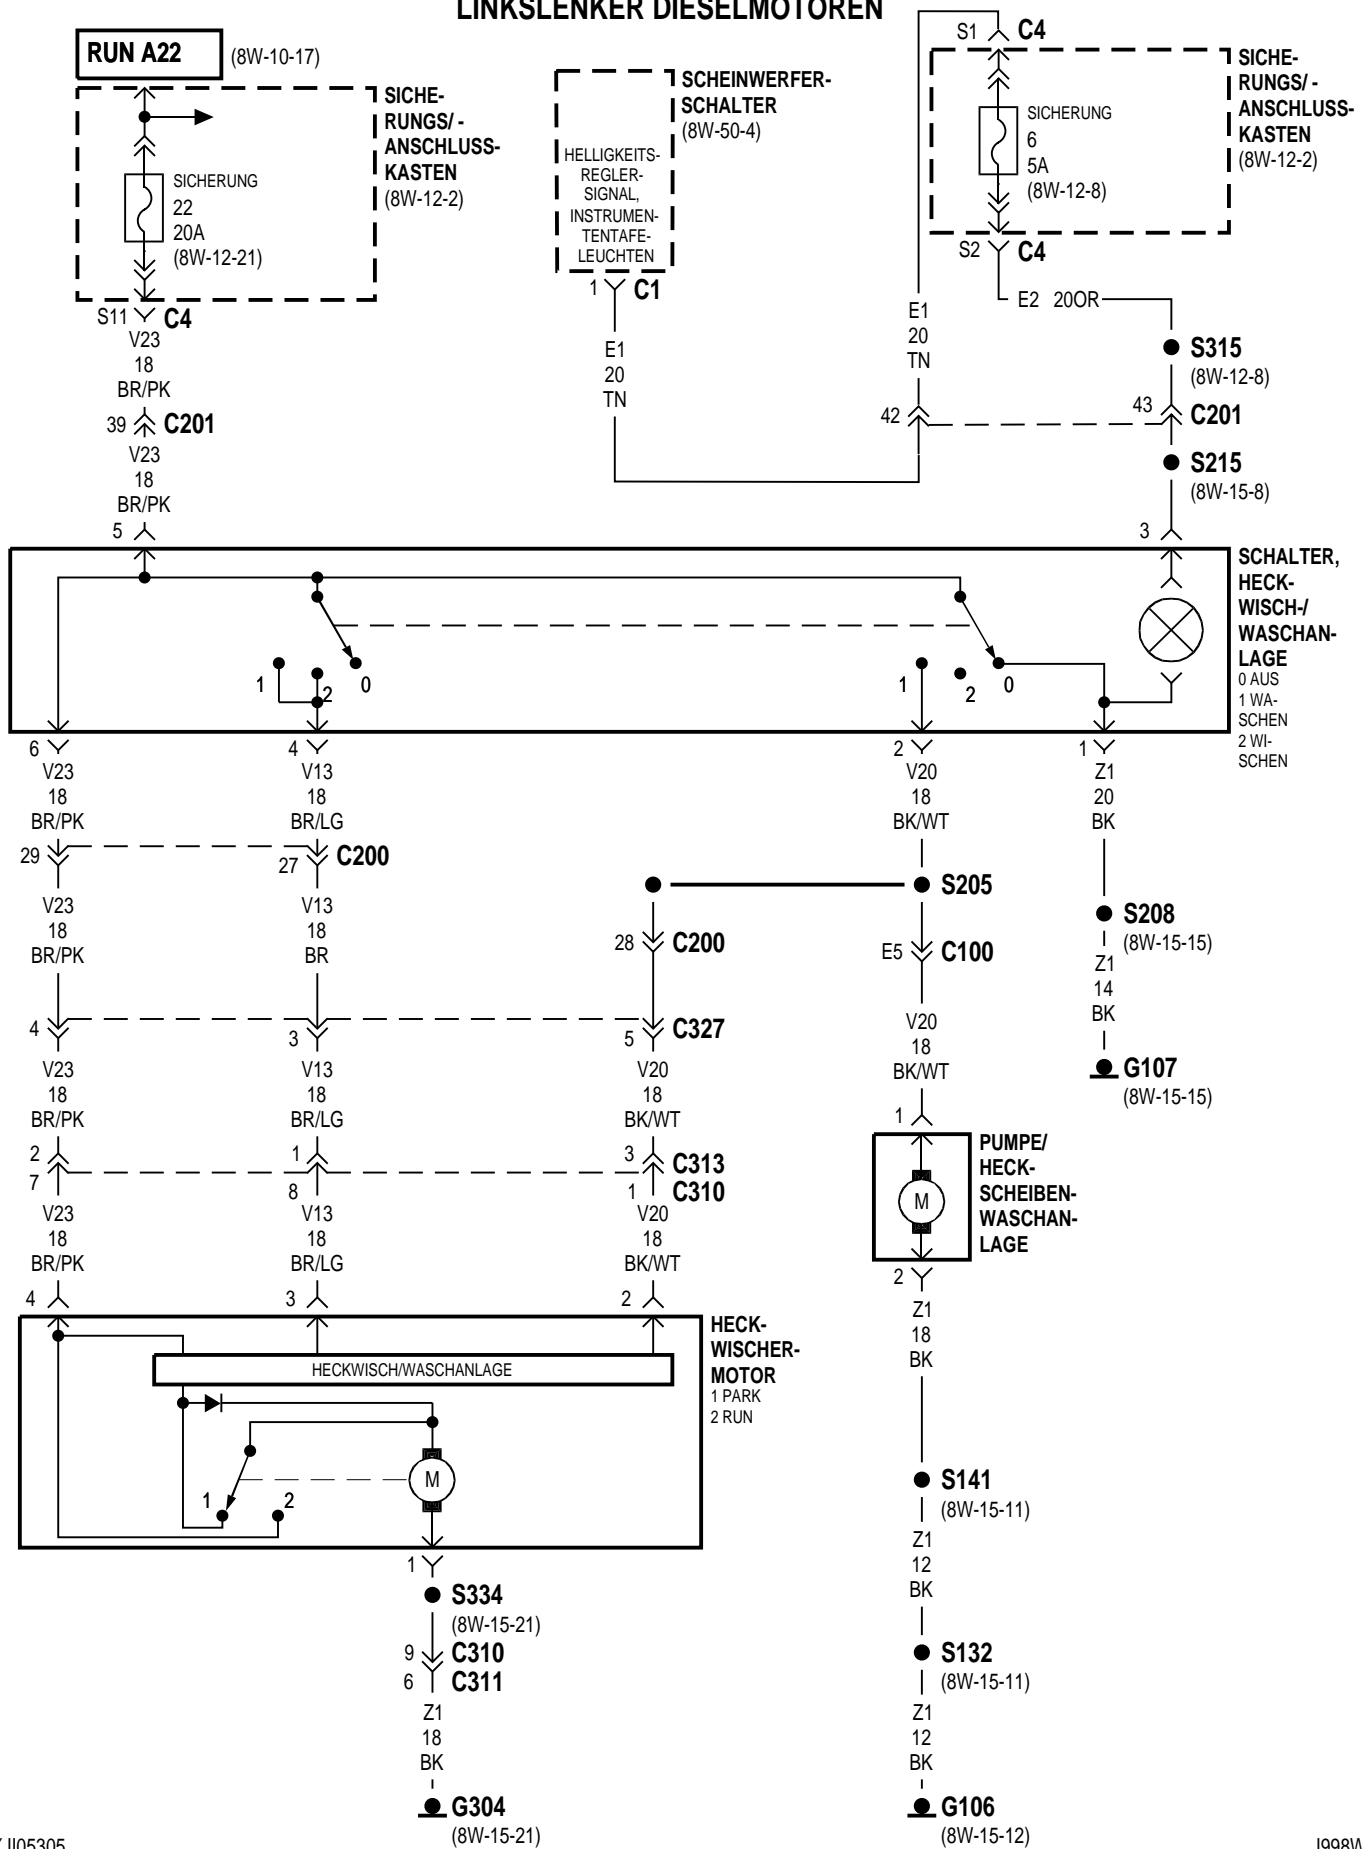 LINKSLENKER DIESELMOTOREN
RUN A22
(8W-10-17)
SICHE-
RUNGS/ -
ANSCHLUSS-
KASTEN
(8W-12-2)
SICHERUNG
22
20A
(8W-12-21)
S11
C4
V23
18
BR/PK
39
C201
V23
18
BR/PK
5
SCHEINWERFER-
SCHALTER
(8W-50-4)
HELLIGKEITS-
REGLER-
SIGNAL,
INSTRUMEN-
TENTAFE-
LEUCHTEN
1
C1
E1
20
TN
S1
C4
SICHE-
RUNGS/ -
ANSCHLUSS-
KASTEN
(8W-12-2)
SICHERUNG
6
5A
(8W-12-8)
S2
C4
E2 20OR
E1
20
TN
S315
(8W-12-8)
42
43
C201
S215
(8W-15-8)
3
SCHALTER,
HECK-
WISCH-/
WASCHAN-
LAGE
0 AUS
1 WA-
SCHEN
2 WI-
SCHEN
1
2
0
1
2
0
6
4
2
1
V23
18
BR/PK
V13
18
BR/LG
V20
18
BK/WT
Z1
20
BK
29
27
C200
S205
V23
18
BR/PK
V13
18
BR
28
C200
E5
C100
S208
(8W-15-15)
Z1
14
BK
4
3
5
C327
V20
18
BK/WT
G107
(8W-15-15)
V23
18
BR/PK
V13
18
BR/LG
V20
18
BK/WT
1
2
1
3
C313
7
8
1
C310
PUMPE/
HECK-
SCHEIBEN-
WASCHAN-
LAGE
M
V23
18
BR/PK
V13
18
BR/LG
V20
18
BK/WT
2
4
3
2
Z1
18
BK
HECK-
WISCHER-
MOTOR
1 PARK
2 RUN
HECKWISCH/WASCHANLAGE
M
1
2
1
S334
(8W-15-21)
9
C310
6
C311
Z1
18
BK
G304
(8W-15-21)
S141
(8W-15-11)
Z1
12
BK
S132
(8W-15-11)
Z1
12
BK
G106
(8W-15-12)
JJ05305
J998W